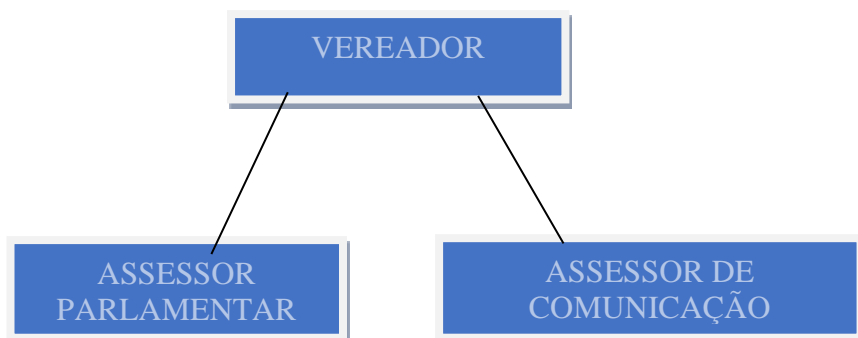 VEREADOR
ASSESSOR
PARLAMENTAR
ASSESSOR DE
COMUNICAÇÃO